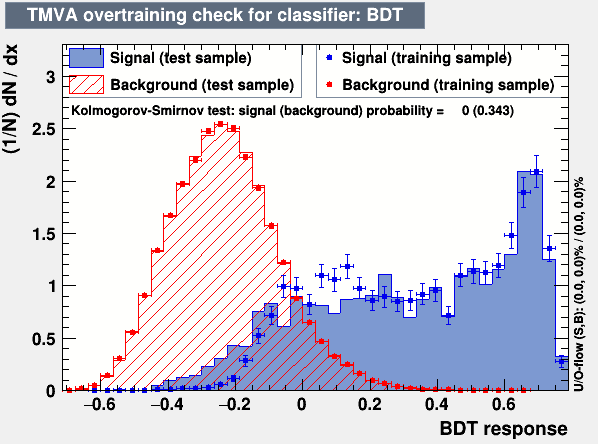 TMVA overtraining check for classifier: BDT
(1/N) dN / dx
Signal (test sample)
Background (test sample)
Signal (training sample)
Background (training sample)
Kolmogorov-Smirnov test: signal (background) probability = 0 (0.343)
3
2.5
2
1.5
1
0.5
0
−0.6 −0.4 −0.2 0 0.2 0.4 0.6
BDT response
U/O-flow (S,B): (0.0, 0.0)% / (0.0, 0.0)%